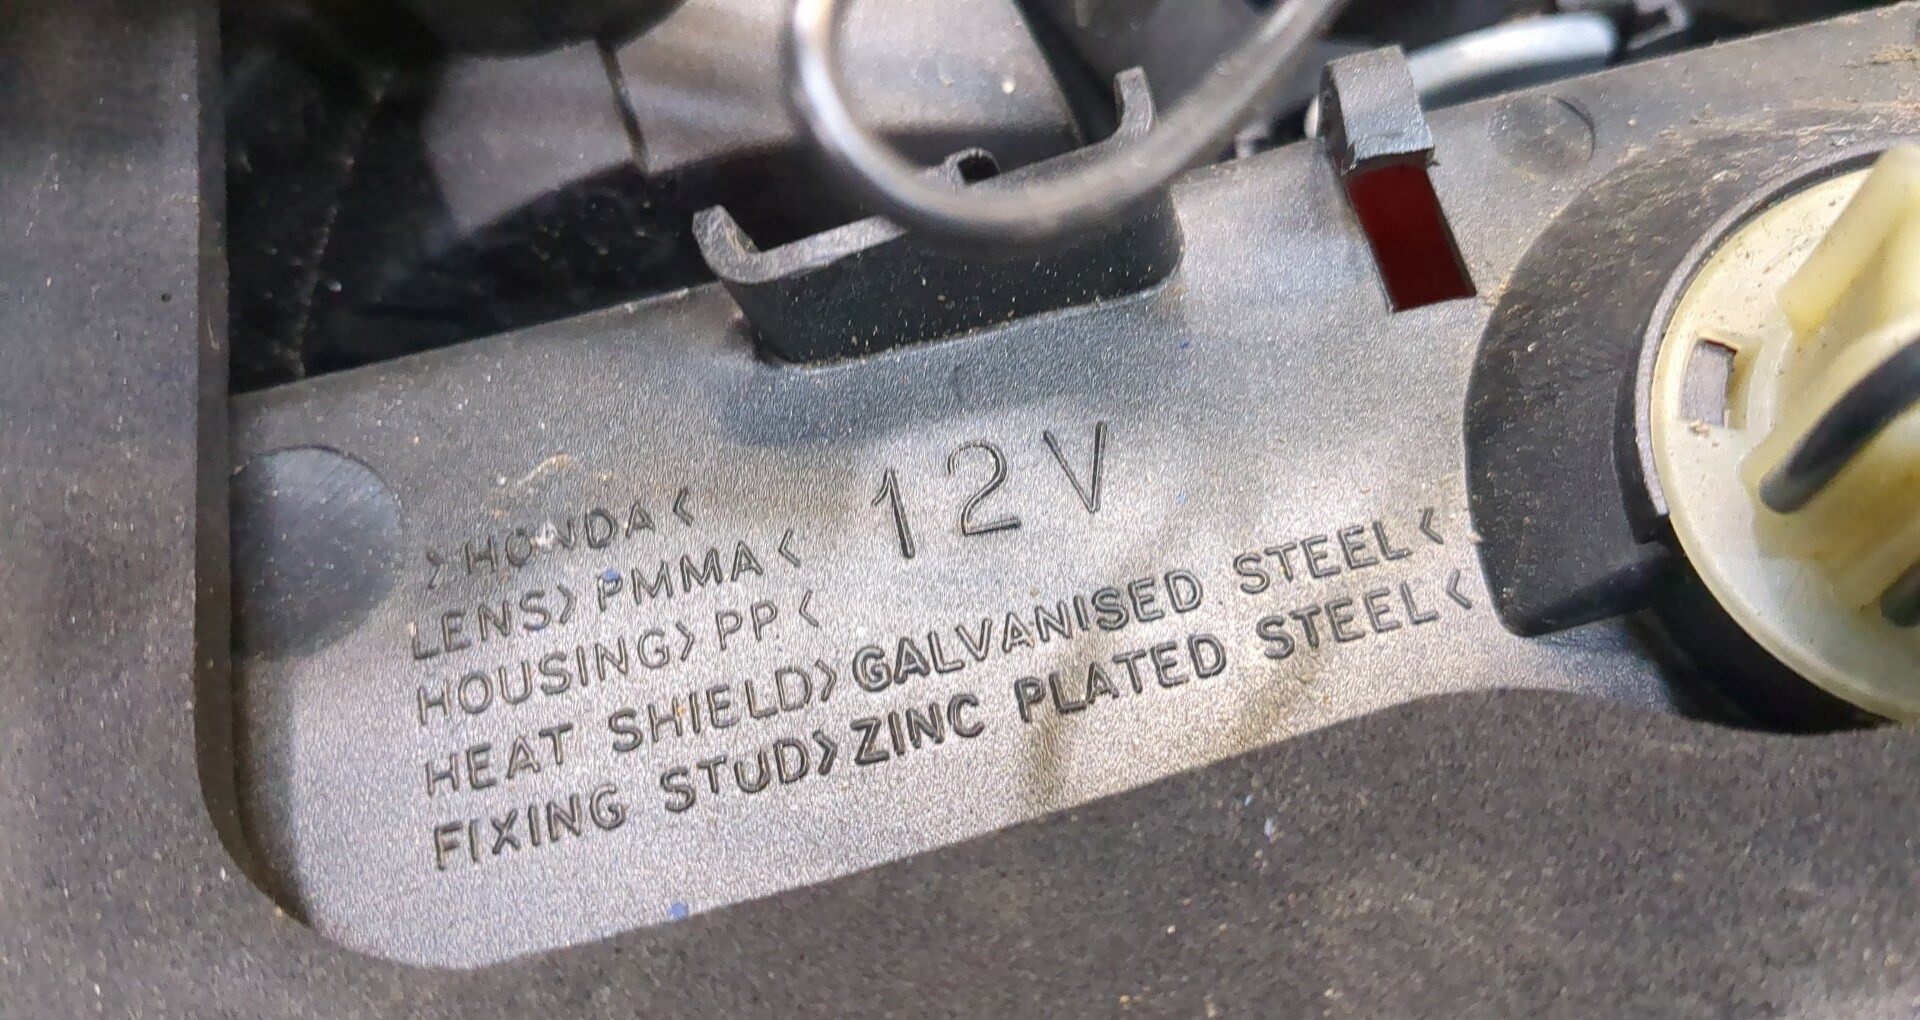 >HONDA<
12V
LENS>PMMA<
HOUSING>PP<
HEAT SHIELD>GALVANISED STEEL<
FIXING STUD>ZINC PLATED STEEL<